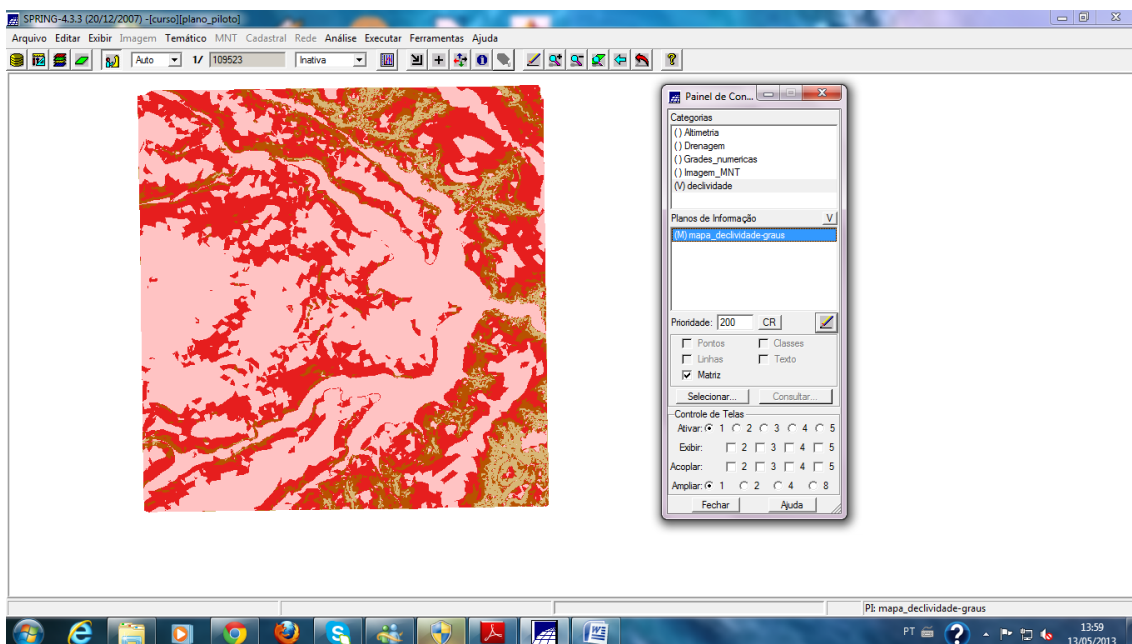 SPRING-4.3.3 (20/12/2007) -[curso][plano_piloto]
Arquivo Editar Exibir Imagem Temático MNT Cadastral Rede Análise Executar Ferramentas Ajuda
Auto 1/ 109523 Inativa
Painel de Con...
Categorias
( ) Altimetria
( ) Drenagem
( ) Grades_numericas
( ) Imagem_MNT
(V) declividade
Planos de Informação V
(M) mapa_declividade-graus
Prioridade: 200 CR
Pontos Classes
Linhas Texto
Matriz
Selecionar... Consultar...
Controle de Telas
Ativar: 1 2 3 4 5
Exibir: 2 3 4 5
Acoplar: 2 3 4 5
Ampliar: 1 2 4 8
Fechar Ajuda
PI: mapa_declividade-graus
PT 13:59
13/05/2013